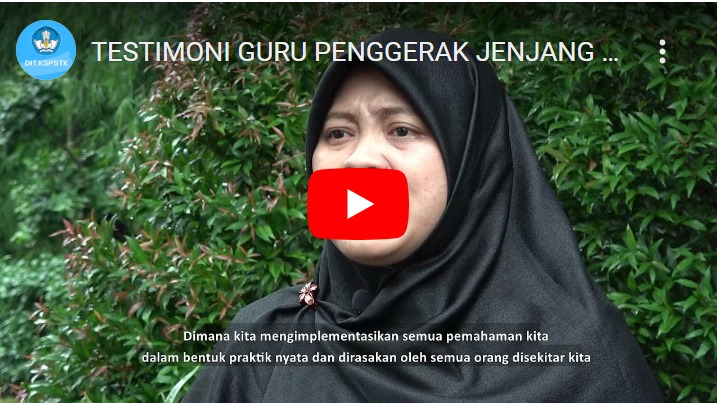 DIT.KSPSTK
TESTIMONI GURU PENGGERAK JENJANG ...
Dimana kita mengimplementasikan semua pemahaman kita
dalam bentuk praktik nyata dan dirasakan oleh semua orang disekitar kita